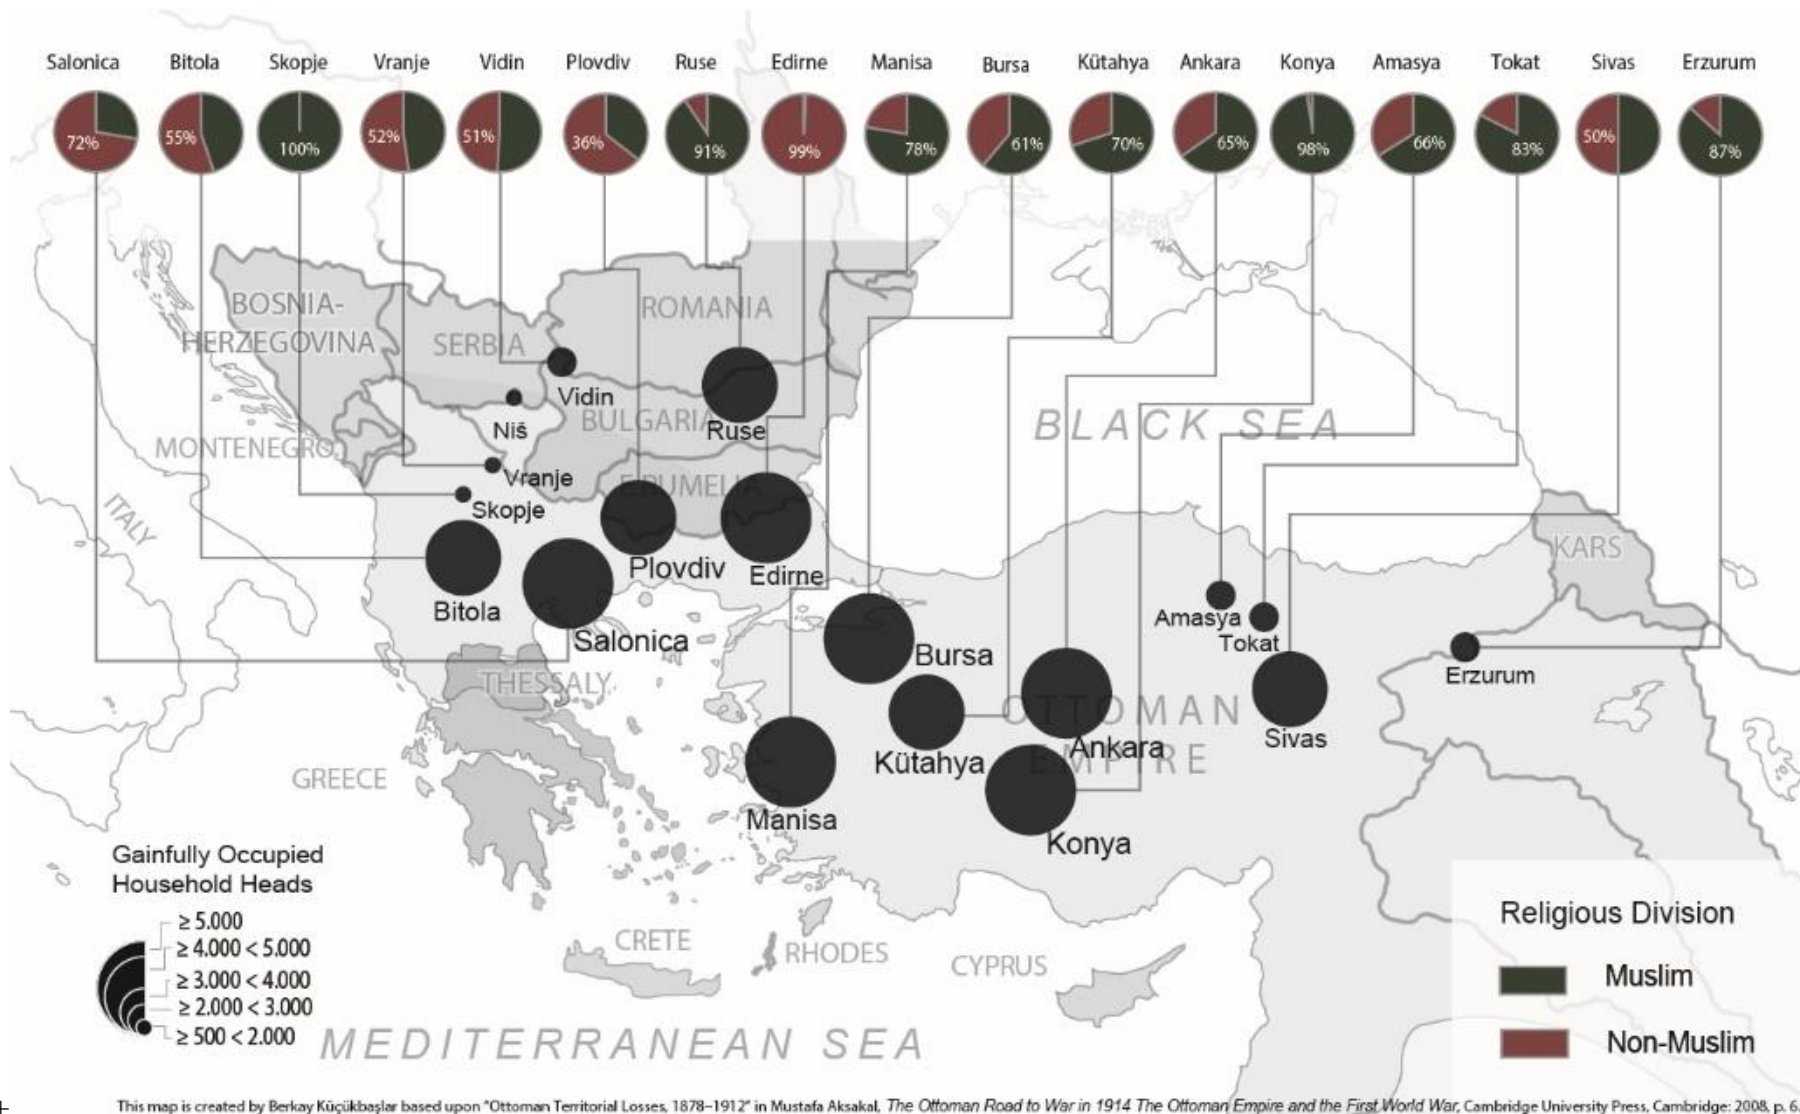 Salonica Bitola Skopje Vranje Vidin Plovdiv Ruse Edirne Manisa Bursa Kütahya Ankara Konya Amasya Tokat Sivas Erzurum
72% 55% 100% 52% 51% 36% 91% 99% 78% 61% 70% 65% 98% 66% 83% 50% 87%
BOSNIA-
HERZEGOVINA
SERBIA
ROMANIA
Vidin
Niš
BULGARIA
Ruse
MONTENEGRO
BLACK SEA
Vranje
E.RUMELIA
Skopje
ITALY
KARS
Plovdiv
Edirne
Bitola
Salonica
Amasya
Tokat
Bursa
Erzurum
THESSALY
OTTOMAN
EMPIRE
Ankara
Sivas
Kütahya
GREECE
Manisa
Konya
Gainfully Occupied
Household Heads
≥ 5.000
≥ 4.000 < 5.000
≥ 3.000 < 4.000
≥ 2.000 < 3.000
≥ 500 < 2.000
CRETE
RHODES
CYPRUS
MEDITERRANEAN SEA
Religious Division
Muslim
Non-Muslim
This map is created by Berkay Küçükbaşlar based upon "Ottoman Territorial Losses, 1878–1912" in Mustafa Aksakal, The Ottoman Road to War in 1914 The Ottoman Empire and the First World War, Cambridge University Press, Cambridge: 2008, p. 6.